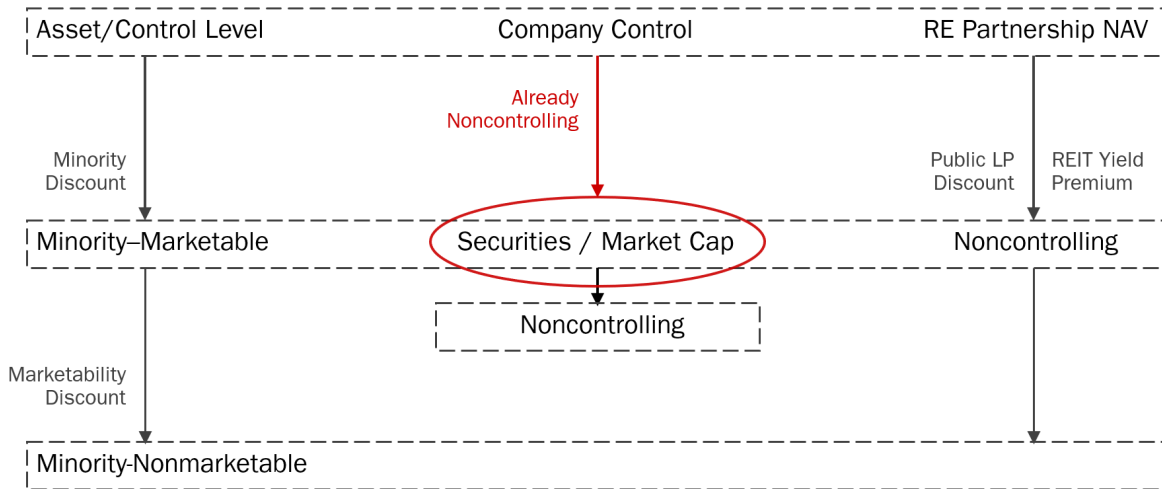 Asset/Control Level
Company Control
RE Partnership NAV
Already
Noncontrolling
Minority
Discount
Public LP
Discount
REIT Yield
Premium
Minority–Marketable
Securities / Market Cap
Noncontrolling
Noncontrolling
Marketability
Discount
Minority-Nonmarketable